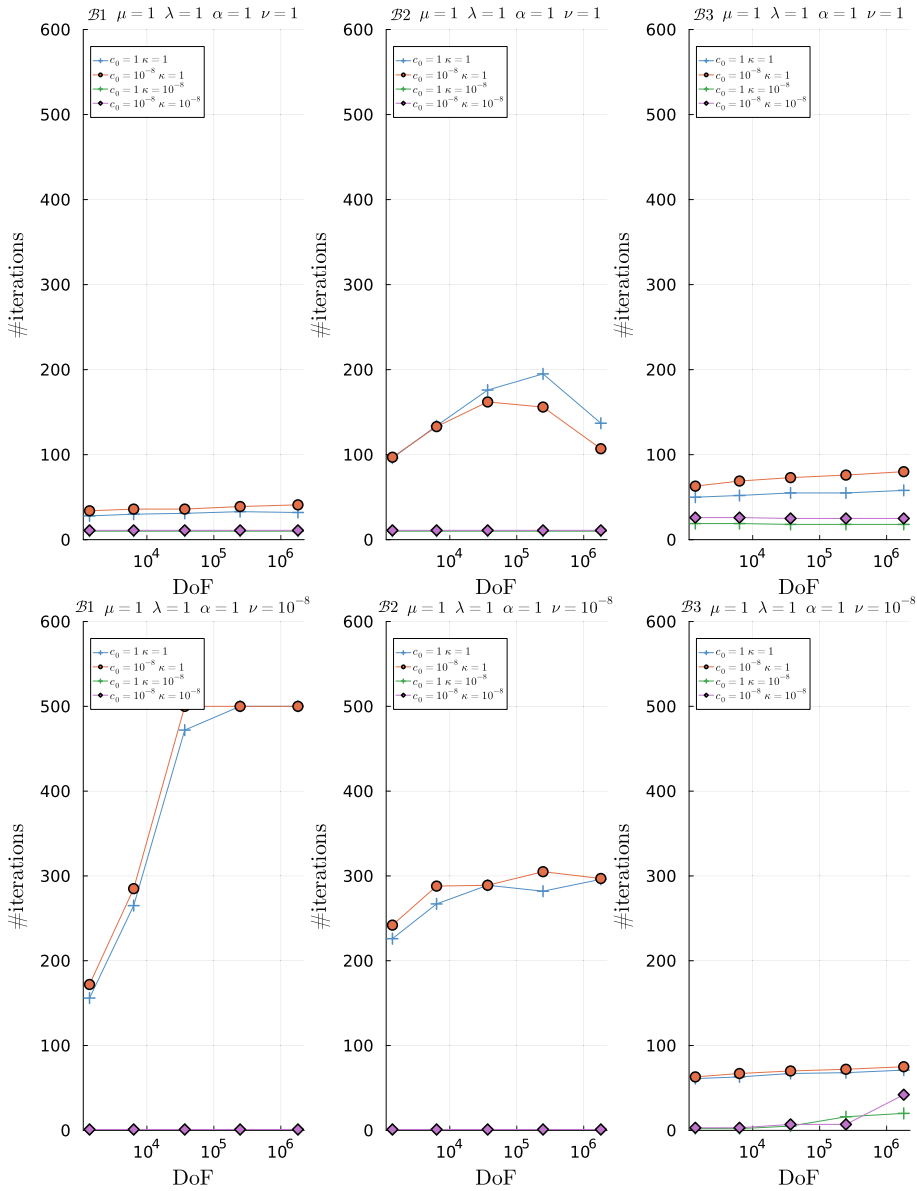 ℬ1 μ = 1 λ = 1 α = 1 ν = 1
600
500
400
300
200
100
0
#iterations
c₀ = 1 κ = 1
c₀ = 10⁻⁸ κ = 1
c₀ = 1 κ = 10⁻⁸
c₀ = 10⁻⁸ κ = 10⁻⁸
10⁴ 10⁵ 10⁶
DoF
ℬ2 μ = 1 λ = 1 α = 1 ν = 1
600
500
400
300
200
100
0
#iterations
c₀ = 1 κ = 1
c₀ = 10⁻⁸ κ = 1
c₀ = 1 κ = 10⁻⁸
c₀ = 10⁻⁸ κ = 10⁻⁸
10⁴ 10⁵ 10⁶
DoF
ℬ3 μ = 1 λ = 1 α = 1 ν = 1
600
500
400
300
200
100
0
#iterations
c₀ = 1 κ = 1
c₀ = 10⁻⁸ κ = 1
c₀ = 1 κ = 10⁻⁸
c₀ = 10⁻⁸ κ = 10⁻⁸
10⁴ 10⁵ 10⁶
DoF
ℬ1 μ = 1 λ = 1 α = 1 ν = 10⁻⁸
600
500
400
300
200
100
0
#iterations
c₀ = 1 κ = 1
c₀ = 10⁻⁸ κ = 1
c₀ = 1 κ = 10⁻⁸
c₀ = 10⁻⁸ κ = 10⁻⁸
10⁴ 10⁵ 10⁶
DoF
ℬ2 μ = 1 λ = 1 α = 1 ν = 10⁻⁸
600
500
400
300
200
100
0
#iterations
c₀ = 1 κ = 1
c₀ = 10⁻⁸ κ = 1
c₀ = 1 κ = 10⁻⁸
c₀ = 10⁻⁸ κ = 10⁻⁸
10⁴ 10⁵ 10⁶
DoF
ℬ3 μ = 1 λ = 1 α = 1 ν = 10⁻⁸
600
500
400
300
200
100
0
#iterations
c₀ = 1 κ = 1
c₀ = 10⁻⁸ κ = 1
c₀ = 1 κ = 10⁻⁸
c₀ = 10⁻⁸ κ = 10⁻⁸
10⁴ 10⁵ 10⁶
DoF